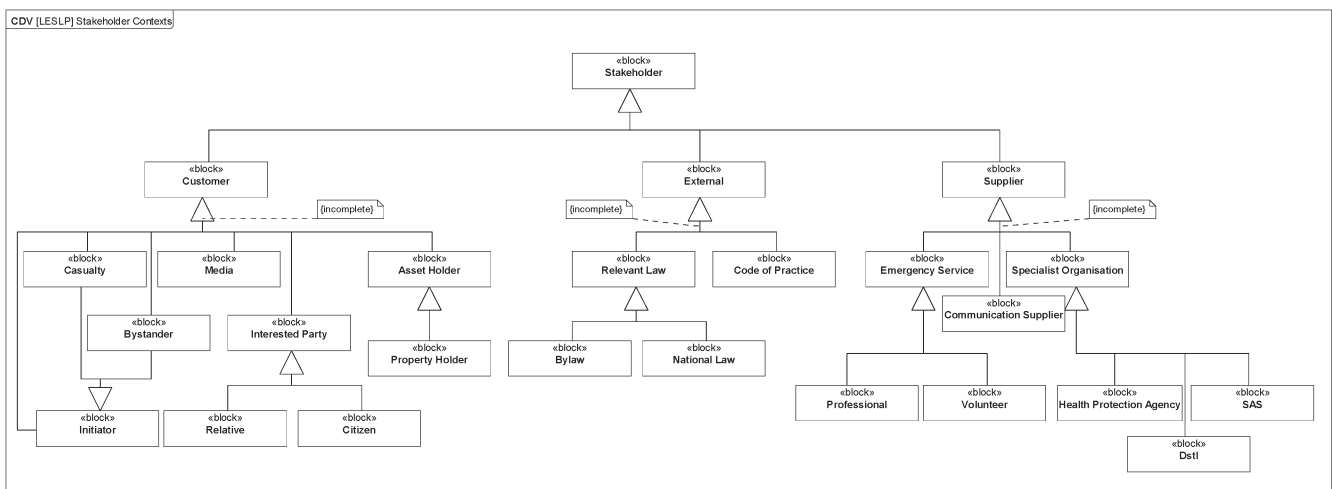 CDV [LESLP] Stakeholder Contexts
«block»
Stakeholder
«block»
Customer
«block»
External
«block»
Supplier
{incomplete}
{incomplete}
{incomplete}
«block»
Casualty
«block»
Media
«block»
Asset Holder
«block»
Relevant Law
«block»
Code of Practice
«block»
Emergency Service
«block»
Specialist Organisation
«block»
Communication Supplier
«block»
Bystander
«block»
Interested Party
«block»
Property Holder
«block»
Bylaw
«block»
National Law
«block»
Professional
«block»
Volunteer
«block»
Health Protection Agency
«block»
SAS
«block»
Initiator
«block»
Relative
«block»
Citizen
«block»
Dstl